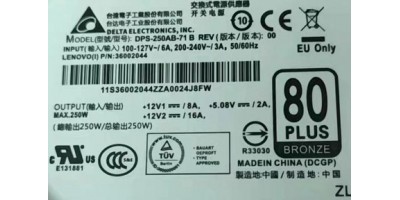 台達電子工業股份有限公司
台达电子工业股份有限公司
DELTA ELECTRONICS, INC.
交換式電源供應器
开关电源
MODEL(型號/型号): DPS-250AB-71 B REV(版次): 00
INPUT(輸入/输入): 100-127V~/6A, 200-240V~/3A, 50/60Hz
LENOVO(I) P/N:36002044
EU Only
11S36002044ZZA0024J8FW
OUTPUT(輸出/输出): +12V1 ⎓ 8A, +5.08V ⎓ 2A,
MAX.250W +12V2 ⎓ 16A,
(總輸出250W/总输出250W)
80
PLUS
BRONZE
c UL US
E131881
CCC
TÜV
Rheinland
R33030
MADE IN CHINA (DCGP)
製造地:中國/ 制造地:中国
ZL